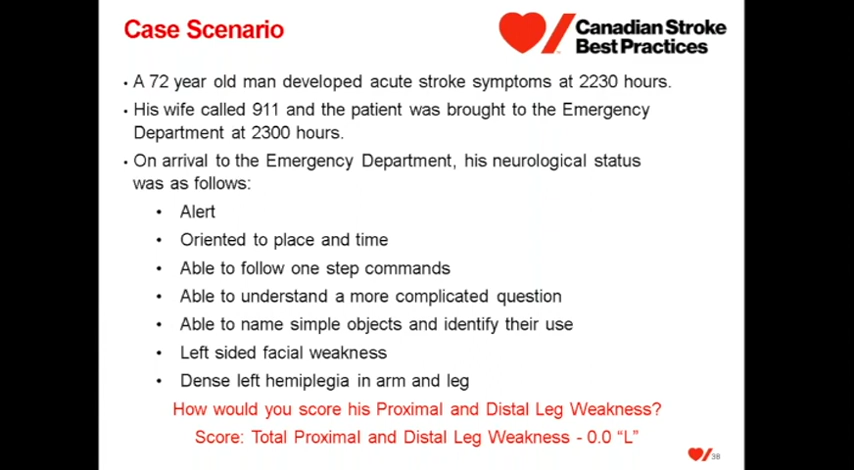 Case Scenario
Canadian Stroke
Best Practices
• A 72 year old man developed acute stroke symptoms at 2230 hours.
• His wife called 911 and the patient was brought to the Emergency
Department at 2300 hours.
• On arrival to the Emergency Department, his neurological status
was as follows:
• Alert
• Oriented to place and time
• Able to follow one step commands
• Able to understand a more complicated question
• Able to name simple objects and identify their use
• Left sided facial weakness
• Dense left hemiplegia in arm and leg
How would you score his Proximal and Distal Leg Weakness?
Score: Total Proximal and Distal Leg Weakness - 0.0 “L”
38